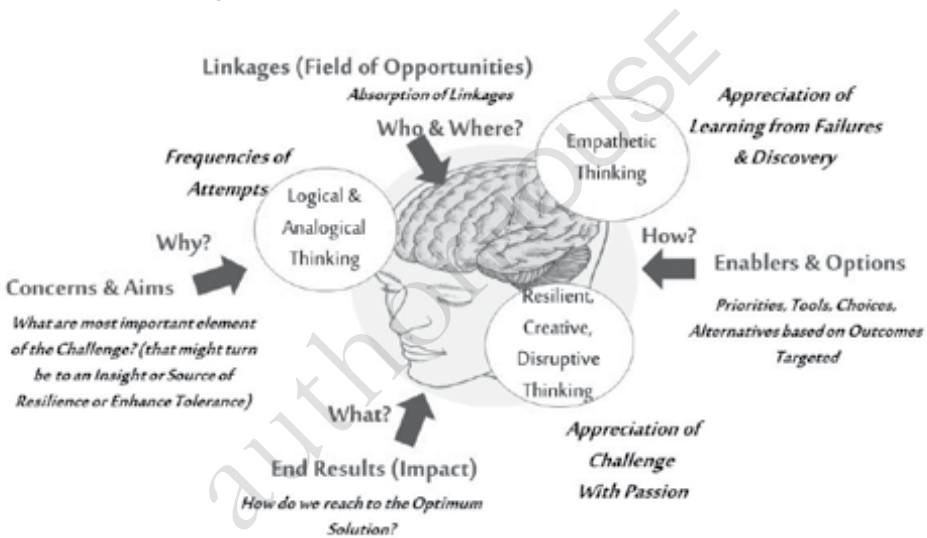 Linkages (Field of Opportunities)
Absorption of Linkages
Who & Where?
Empathetic
Thinking
Appreciation of
Learning from Failures
& Discovery
Frequencies of
Attempts
Logical &
Analogical
Thinking
Why?
Concerns & Aims
What are most important element
of the Challenge? (that might turn
be to an Insight or Source of
Resilience or Enhance Tolerance)
How?
Enablers & Options
Priorities, Tools, Choices,
Alternatives based on Outcomes
Targeted
Resilient,
Creative,
Disruptive
Thinking
What?
End Results (Impact)
How do we reach to the Optimum
Solution?
Appreciation of
Challenge
With Passion
authorHOUSE